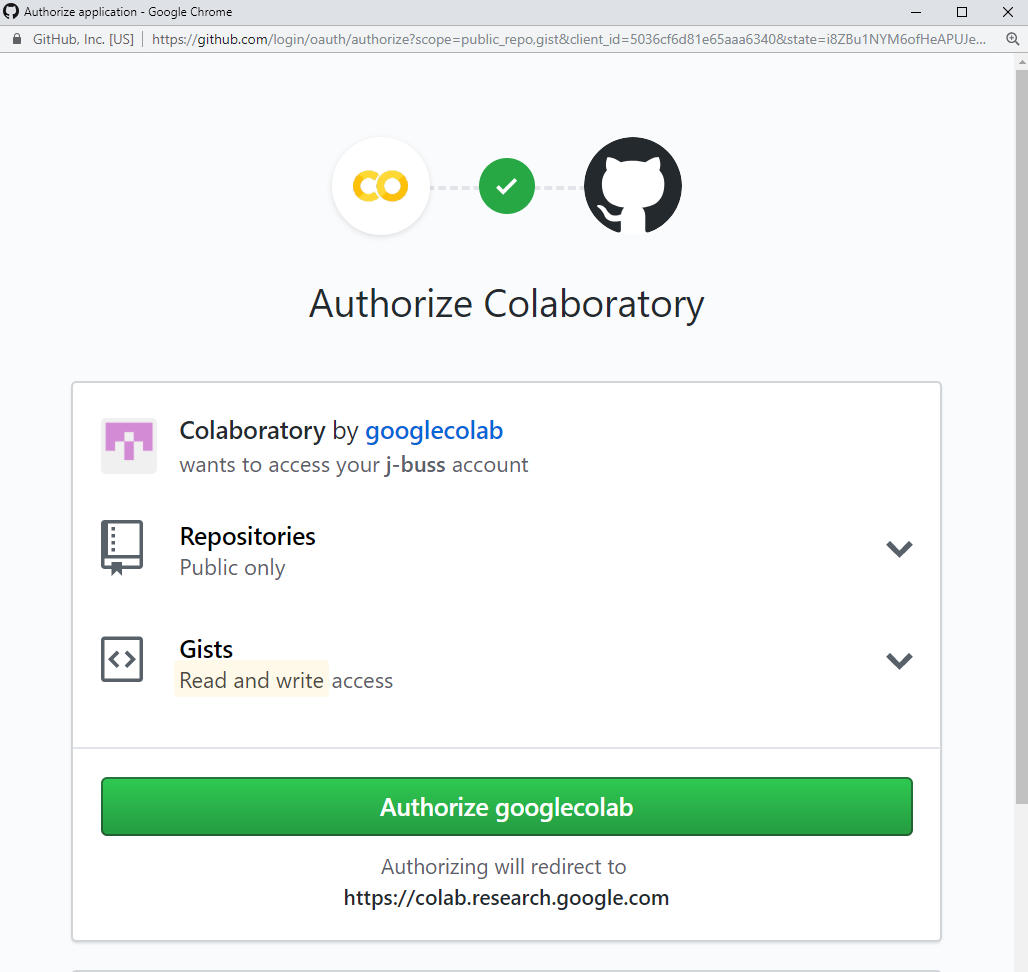 Authorize application - Google Chrome
GitHub, Inc. [US] | https://github.com/login/oauth/authorize?scope=public_repo,gist&client_id=5036cf6d81e65aaa6340&state=i8ZBu1NYM6ofHeAPUJe...
Authorize Colaboratory
Colaboratory by googlecolab
wants to access your j-buss account
Repositories
Public only
Gists
Read and write access
Authorize googlecolab
Authorizing will redirect to
https://colab.research.google.com